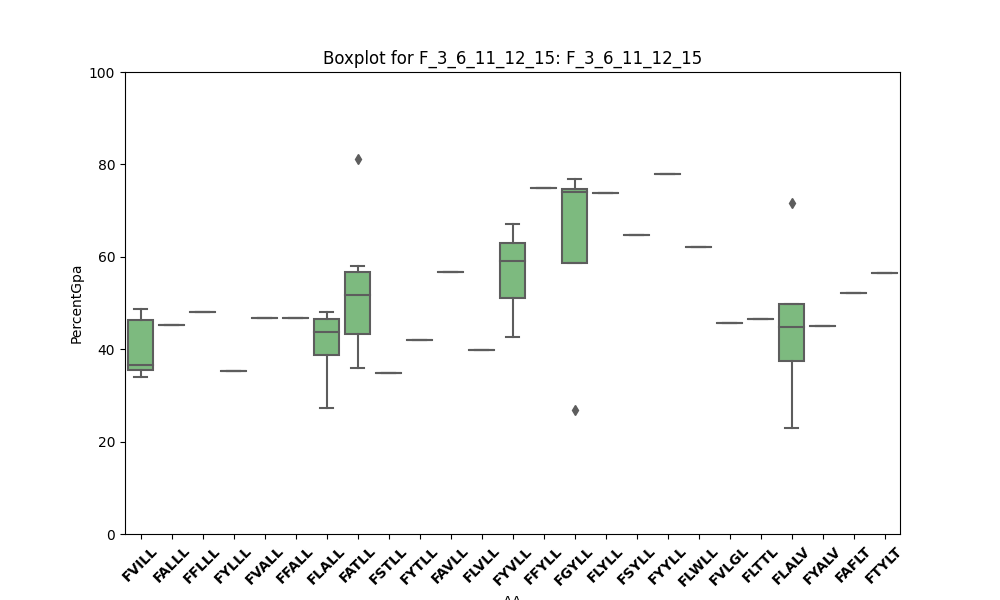 Boxplot for F_3_6_11_12_15: F_3_6_11_12_15
100
80
60
40
20
0
PercentGpa
FVILL FALLL FFLLL FYLLL FVALL FFALL FLALL FATLL FSTLL FYTLL FAVLL FLVLL FYVLL FFYLL FGYLL FLYLL FSYLL FYYLL FLWLL FVLGL FLTTL FLALV FYALV FAFLT FTYLT
AA